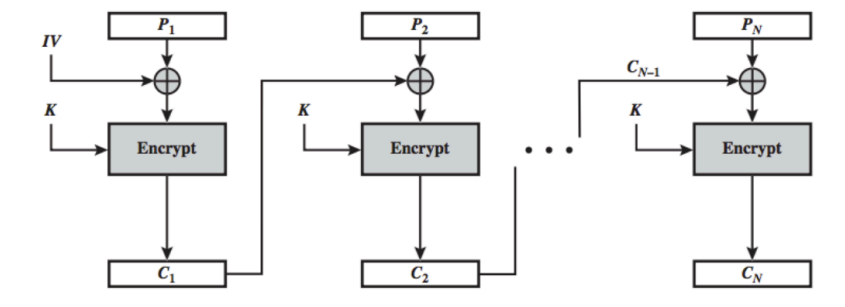 P1 P2 PN
IV
CN–1
K K K
Encrypt Encrypt • • • Encrypt
C1 C2 CN